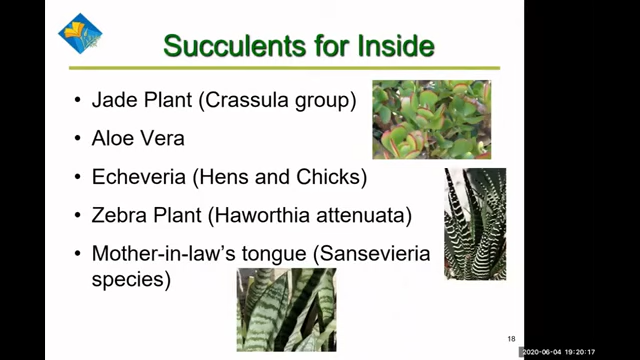 Succulents for Inside
• Jade Plant (Crassula group)
• Aloe Vera
• Echeveria (Hens and Chicks)
• Zebra Plant (Haworthia attenuata)
• Mother-in-law's tongue (Sansevieria
species)
18
2020-06-04 19:20:17